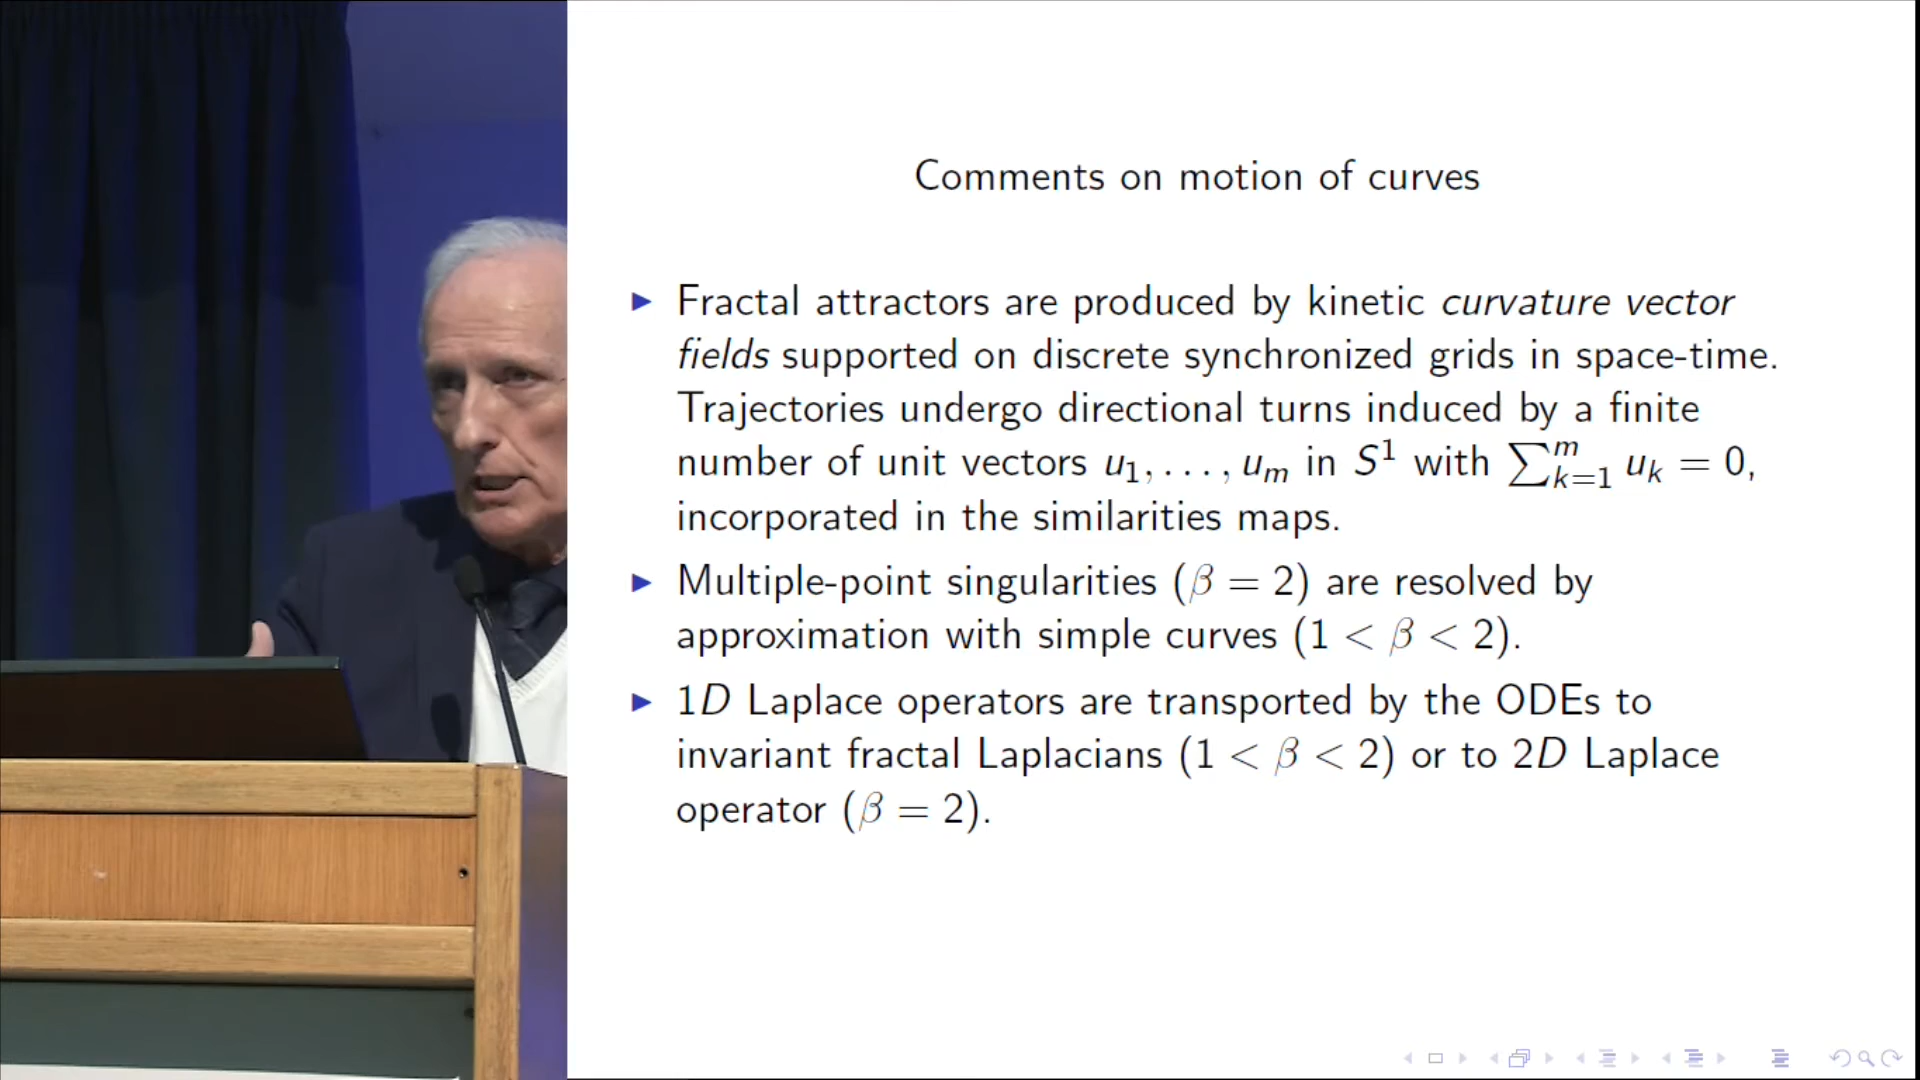 Comments on motion of curves
▶ Fractal attractors are produced by kinetic curvature vector
fields supported on discrete synchronized grids in space-time.
Trajectories undergo directional turns induced by a finite
number of unit vectors u₁, . . . , uₘ in S¹ with ∑ᵐₖ₌₁ uₖ = 0,
incorporated in the similarities maps.
▶ Multiple-point singularities (β = 2) are resolved by
approximation with simple curves (1 < β < 2).
▶ 1D Laplace operators are transported by the ODEs to
invariant fractal Laplacians (1 < β < 2) or to 2D Laplace
operator (β = 2).